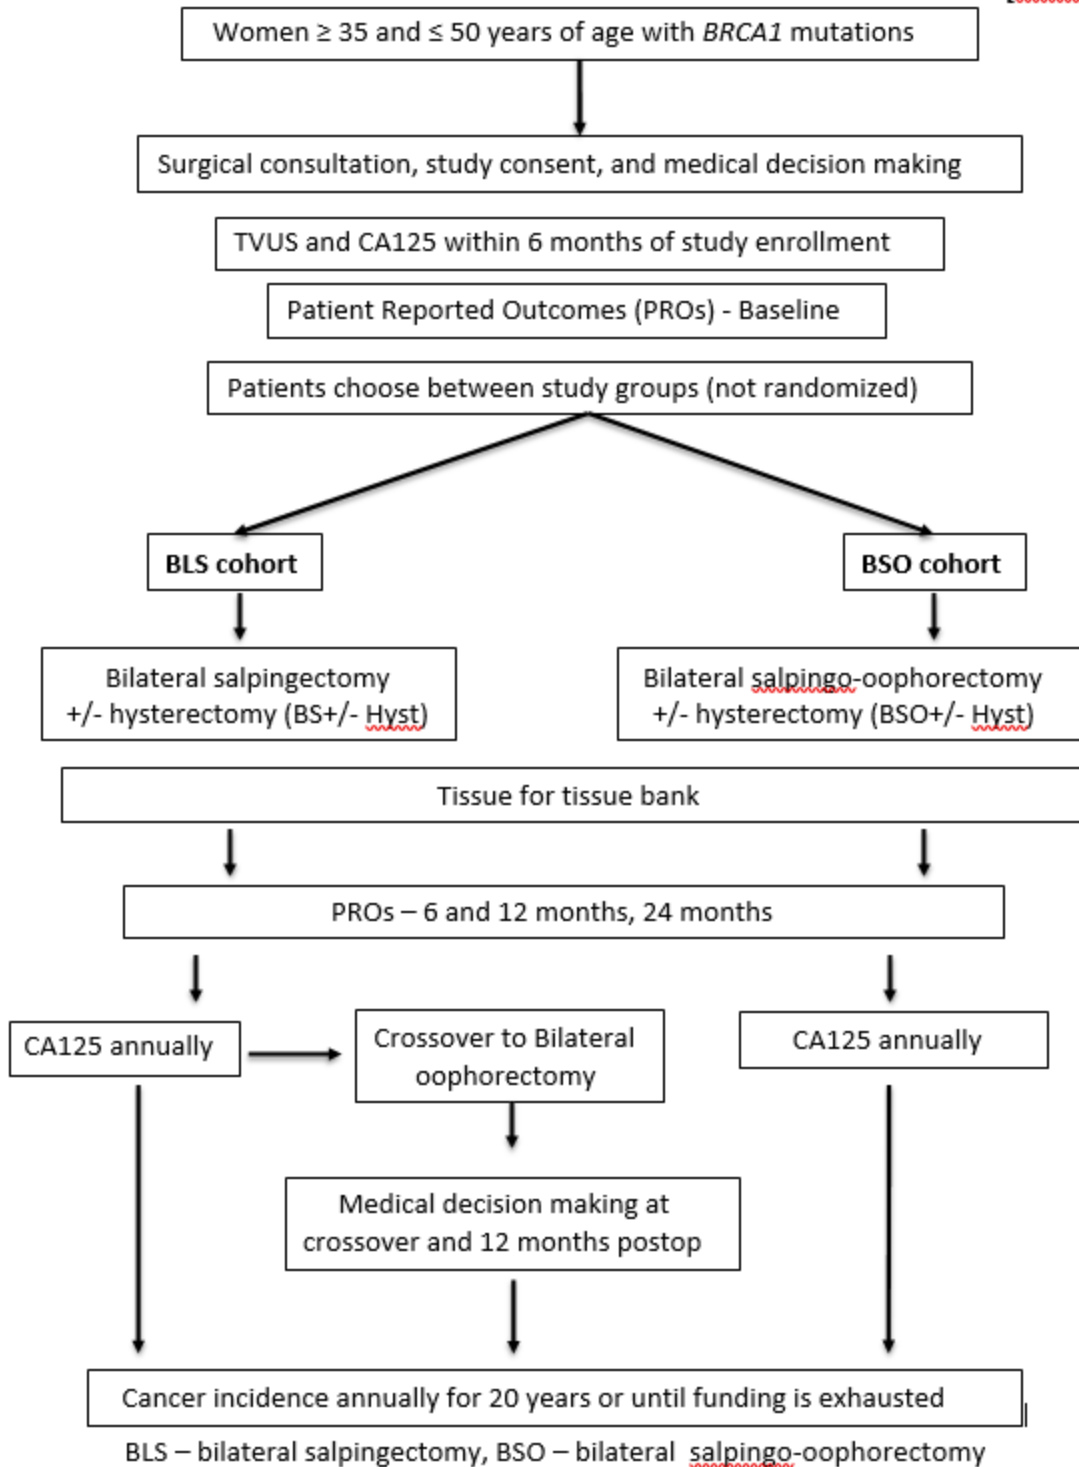 Women ≥ 35 and ≤ 50 years of age with BRCA1 mutations
Surgical consultation, study consent, and medical decision making
TVUS and CA125 within 6 months of study enrollment
Patient Reported Outcomes (PROs) - Baseline
Patients choose between study groups (not randomized)
BLS cohort
BSO cohort
Bilateral salpingectomy
+/- hysterectomy (BS+/- Hyst)
Bilateral salpingo-oophorectomy
+/- hysterectomy (BSO+/- Hyst)
Tissue for tissue bank
PROs – 6 and 12 months, 24 months
CA125 annually
Crossover to Bilateral
oophorectomy
CA125 annually
Medical decision making at
crossover and 12 months postop
Cancer incidence annually for 20 years or until funding is exhausted
BLS – bilateral salpingectomy, BSO – bilateral salpingo-oophorectomy